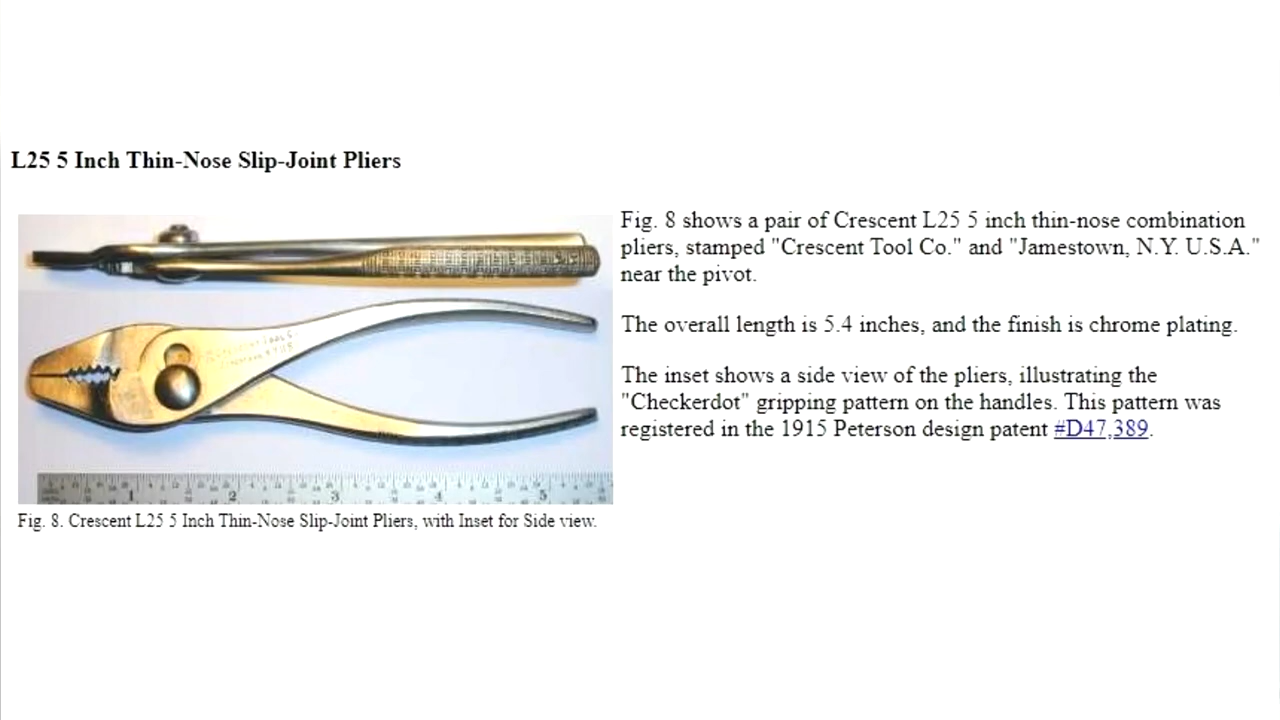 L25 5 Inch Thin-Nose Slip-Joint Pliers
Fig. 8 shows a pair of Crescent L25 5 inch thin-nose combination
pliers, stamped "Crescent Tool Co." and "Jamestown, N.Y. U.S.A."
near the pivot.
The overall length is 5.4 inches, and the finish is chrome plating.
The inset shows a side view of the pliers, illustrating the
"Checkerdot" gripping pattern on the handles. This pattern was
registered in the 1915 Peterson design patent #D47,389.
1 2 3 4 5
Fig. 8. Crescent L25 5 Inch Thin-Nose Slip-Joint Pliers, with Inset for Side view.